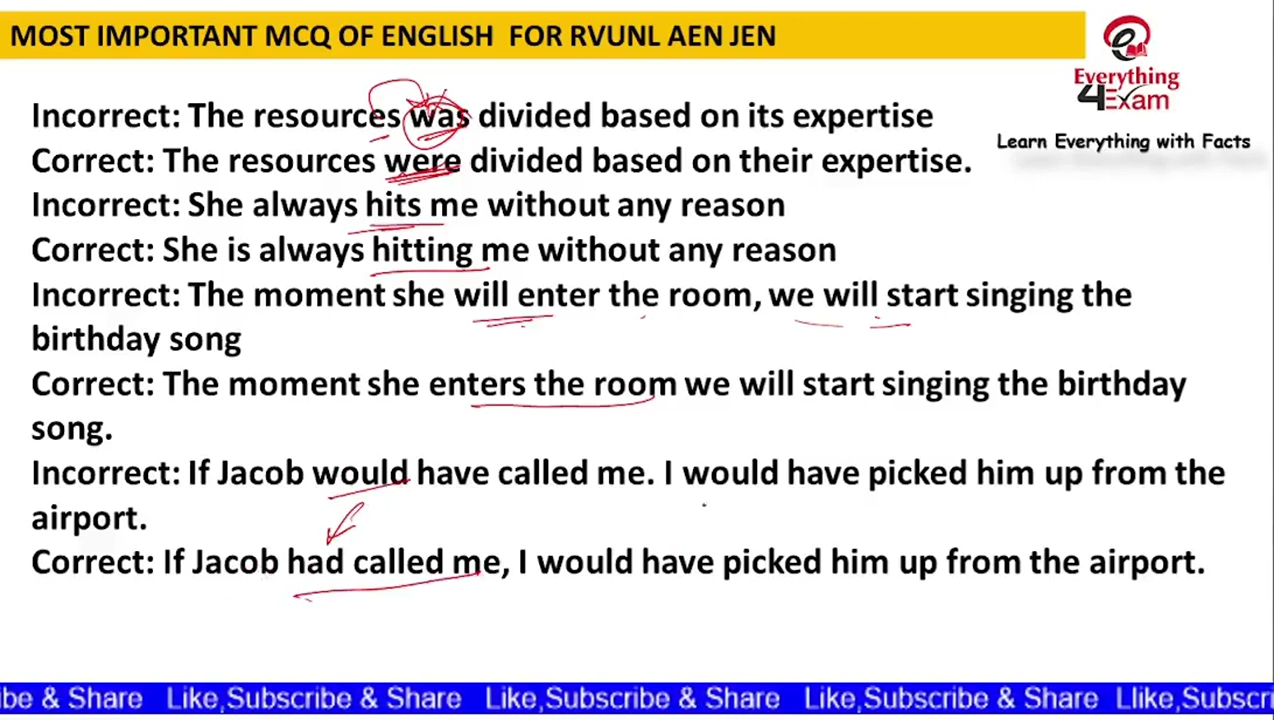 MOST IMPORTANT MCQ OF ENGLISH FOR RVUNL AEN JEN
Everything
4Exam
Learn Everything with Facts
Incorrect: The resources was divided based on its expertise
Correct: The resources were divided based on their expertise.
Incorrect: She always hits me without any reason
Correct: She is always hitting me without any reason
Incorrect: The moment she will enter the room, we will start singing the
birthday song
Correct: The moment she enters the room we will start singing the birthday
song.
Incorrect: If Jacob would have called me. I would have picked him up from the
airport.
Correct: If Jacob had called me, I would have picked him up from the airport.
ibe & Share Like,Subscribe & Share Like,Subscribe & Share Like,Subscribe & Share Llike,Subscri